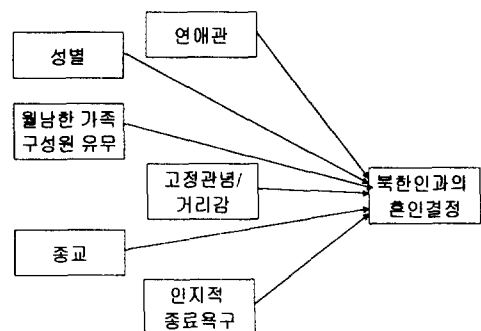 연애관
성별
월남한 가족
구성원 유무
고정관념/
거리감
북한인과의
혼인결정
종교
인지적
종료욕구